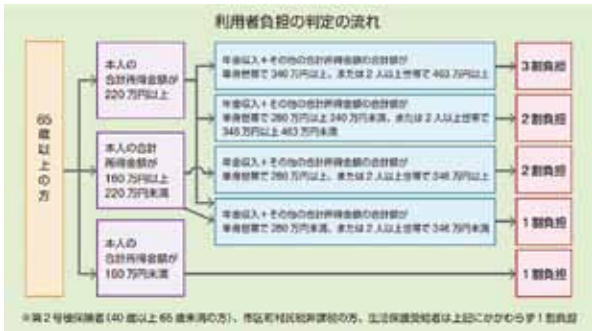 利用者負担の判定の流れ
65歳以上の方
本人の
合計所得金額が
220万円以上
本人の合計
所得金額が
160万円以上
220万円未満
本人の
合計所得金額が
160万円未満
年金収入+その他の合計所得金額の合計額が
単身世帯で340万円以上、または2人以上世帯で463万円以上
3割負担
年金収入+その他の合計所得金額の合計額が
単身世帯で280万円以上340万円未満、または2人以上世帯で
346万円以上463万円未満
2割負担
年金収入+その他の合計所得金額の合計額が
単身世帯で280万円以上、または2人以上世帯で346万円以上
2割負担
年金収入+その他の合計所得金額の合計額が
単身世帯で280万円未満、または2人以上世帯で346万円未満
1割負担
1割負担
※第2号被保険者(40歳以上65歳未満の方)、市区町村民税非課税の方、生活保護受給者は上記にかかわらず1割負担